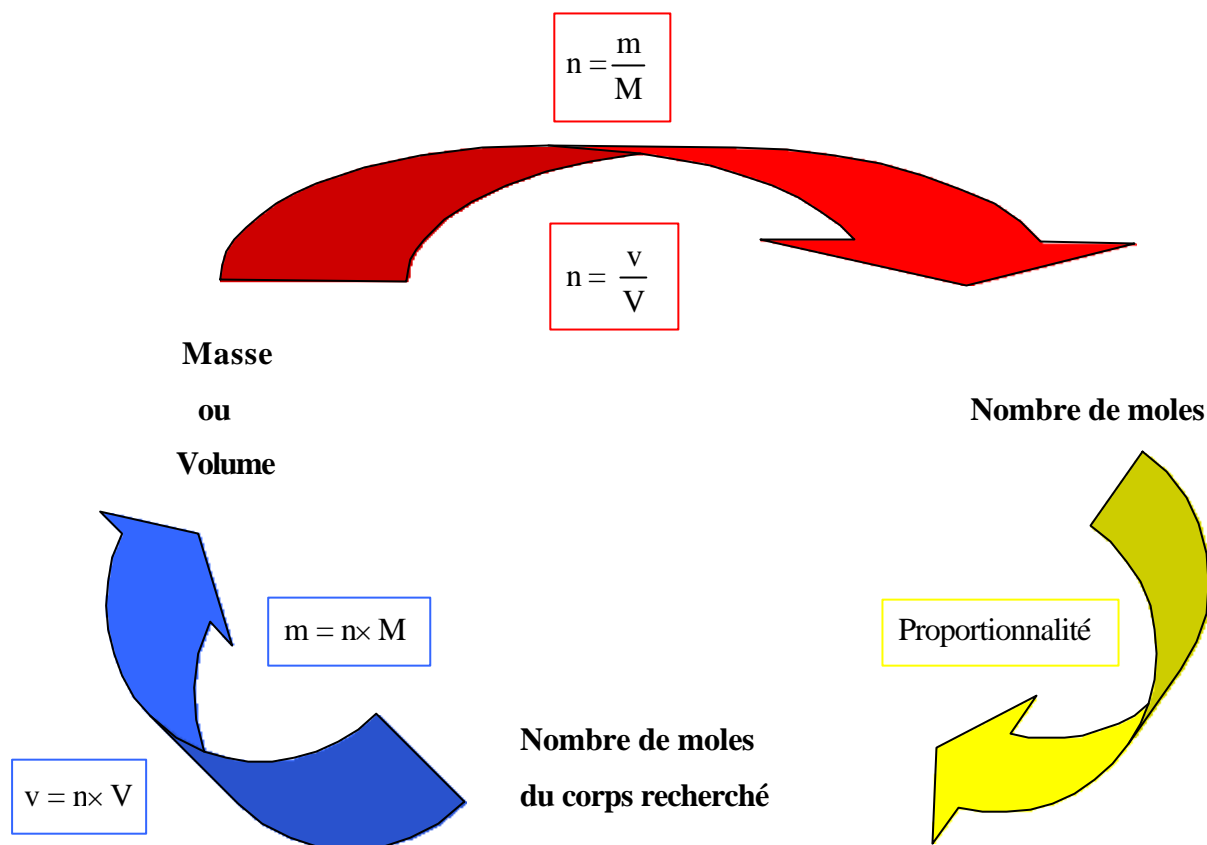 n = m/M
n = v/V
Masse
ou
Volume
Nombre de moles
m = n× M
Proportionnalité
Nombre de moles
du corps recherché
v = n× V